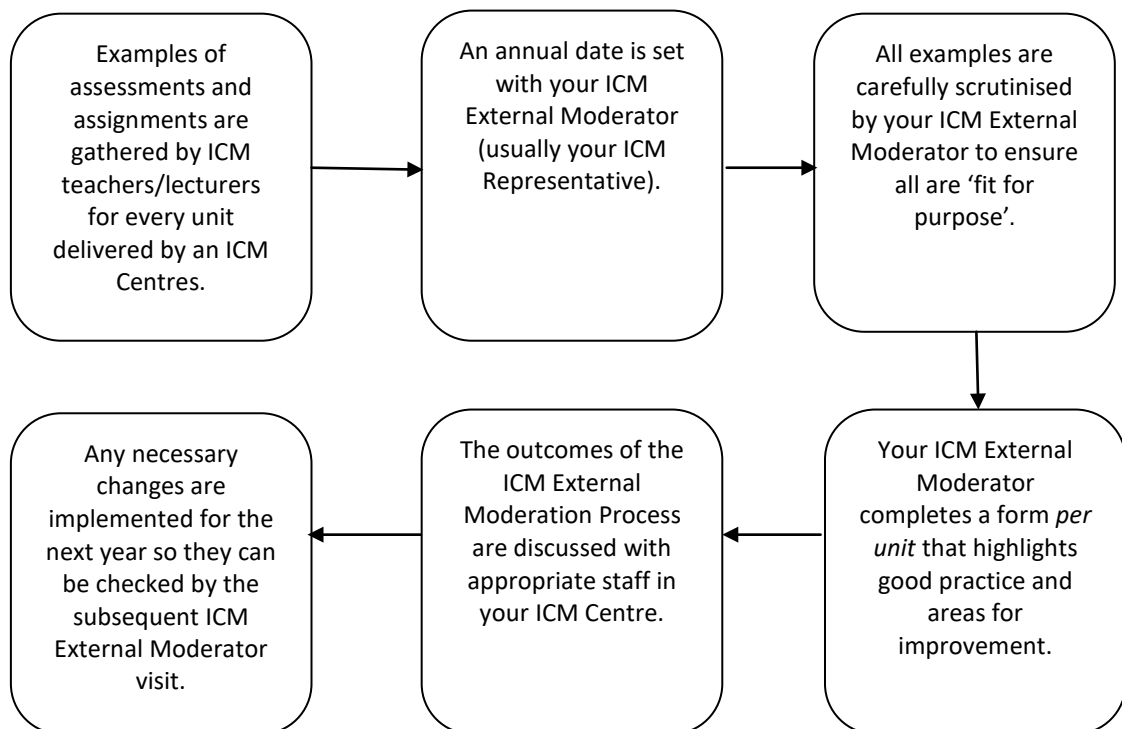 Examples of
assessments and
assignments are
gathered by ICM
teachers/lecturers
for every unit
delivered by an ICM
Centres.
An annual date is set
with your ICM
External Moderator
(usually your ICM
Representative).
All examples are
carefully scrutinised
by your ICM External
Moderator to ensure
all are ‘fit for
purpose’.
Your ICM External
Moderator
completes a form per
unit that highlights
good practice and
areas for
improvement.
The outcomes of the
ICM External
Moderation Process
are discussed with
appropriate staff in
your ICM Centre.
Any necessary
changes are
implemented for the
next year so they can
be checked by the
subsequent ICM
External Moderator
visit.